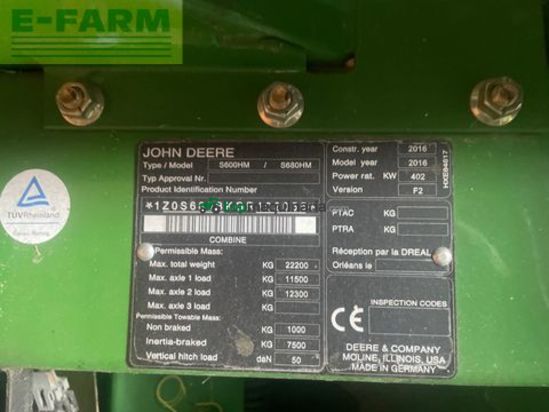 E-FARM
JOHN DEERE
Type / Model S600HM / S680HM
Typ Approval Nr.
Product Identification Number
COMBINE
Permissible Mass:
Max. total weight KG 22200
Max. axle 1 load KG 11500
Max. axle 2 load KG 12300
Max. axle 3 load KG
Permissible Towable Mass:
Non braked KG 1000
Inertia-braked KG 7500
Vertical hitch load daN 50
Constr. year 2016
Model year 2016
Power rat. KW 402
Version F2
PTAC KG
PTRA KG
Réception par la DREAL
Orléans le
INSPECTION CODES
CE
DEERE & COMPANY
MOLINE, ILLINOIS, USA
MADE IN GERMANY
HXE84617
TÜVRheinland